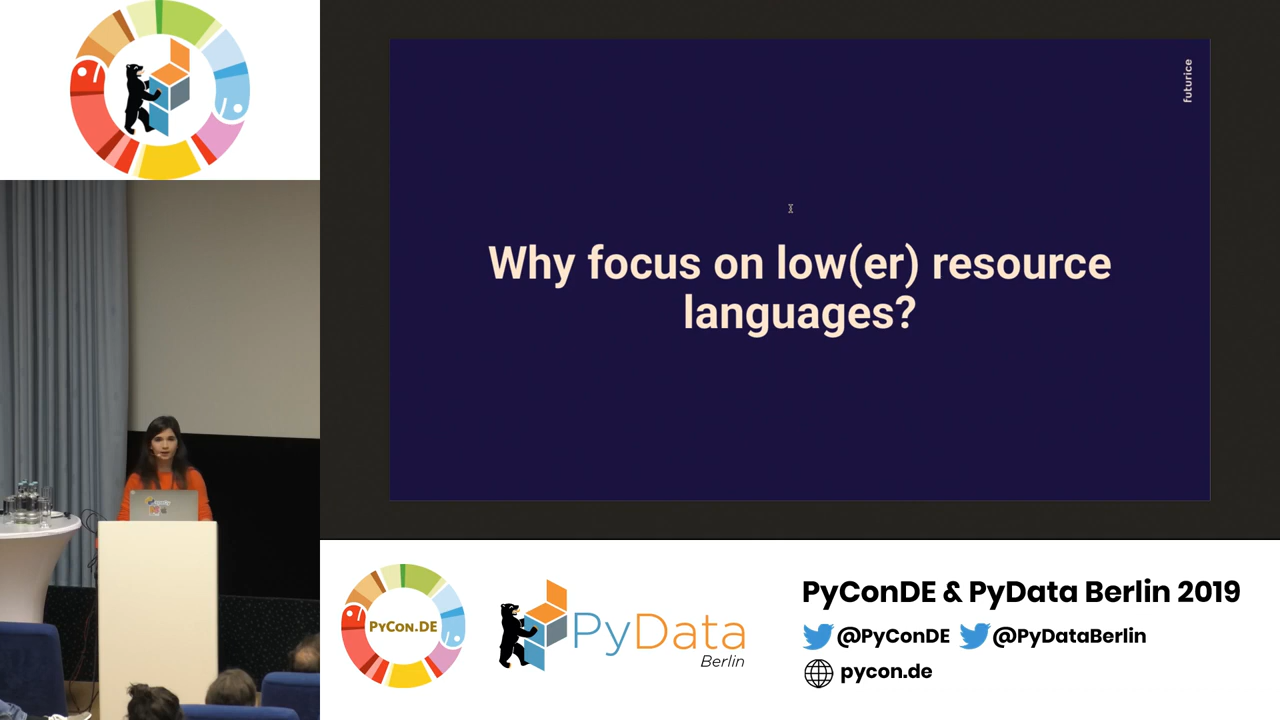 futurice
Why focus on low(er) resource
languages?
PyCon.DE
PyData
Berlin
PyConDE & PyData Berlin 2019
@PyConDE @PyDataBerlin
pycon.de